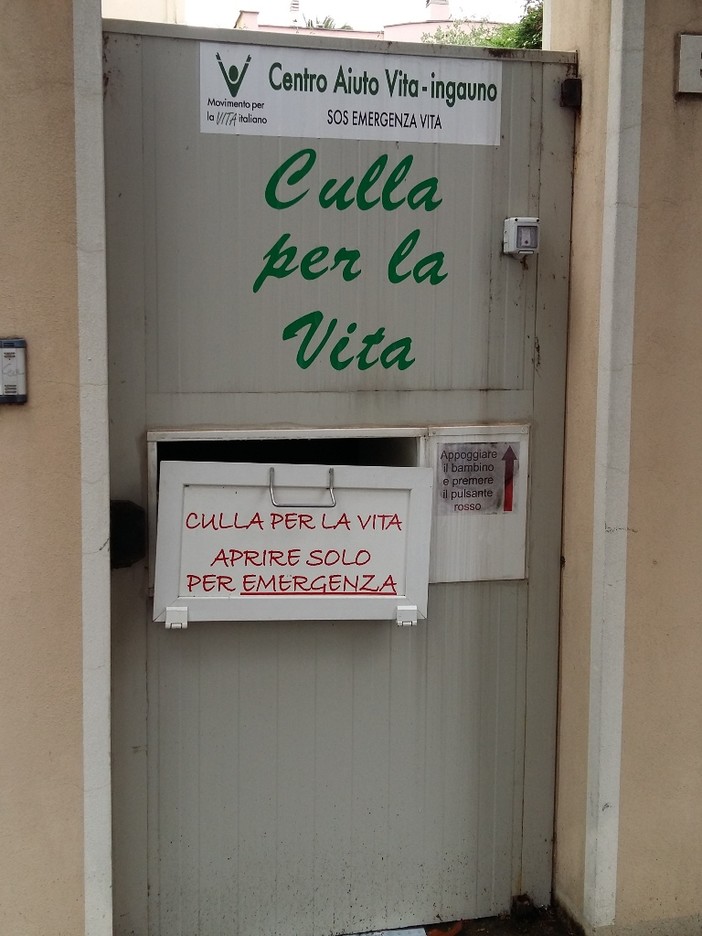 Movimento per
la VITA italiano
Centro Aiuto Vita - ingauno
SOS EMERGENZA VITA
Culla
per la
Vita
Appoggiare
il bambino
e premere
il pulsante
rosso
CULLA PER LA VITA
APRIRE SOLO
PER EMERGENZA